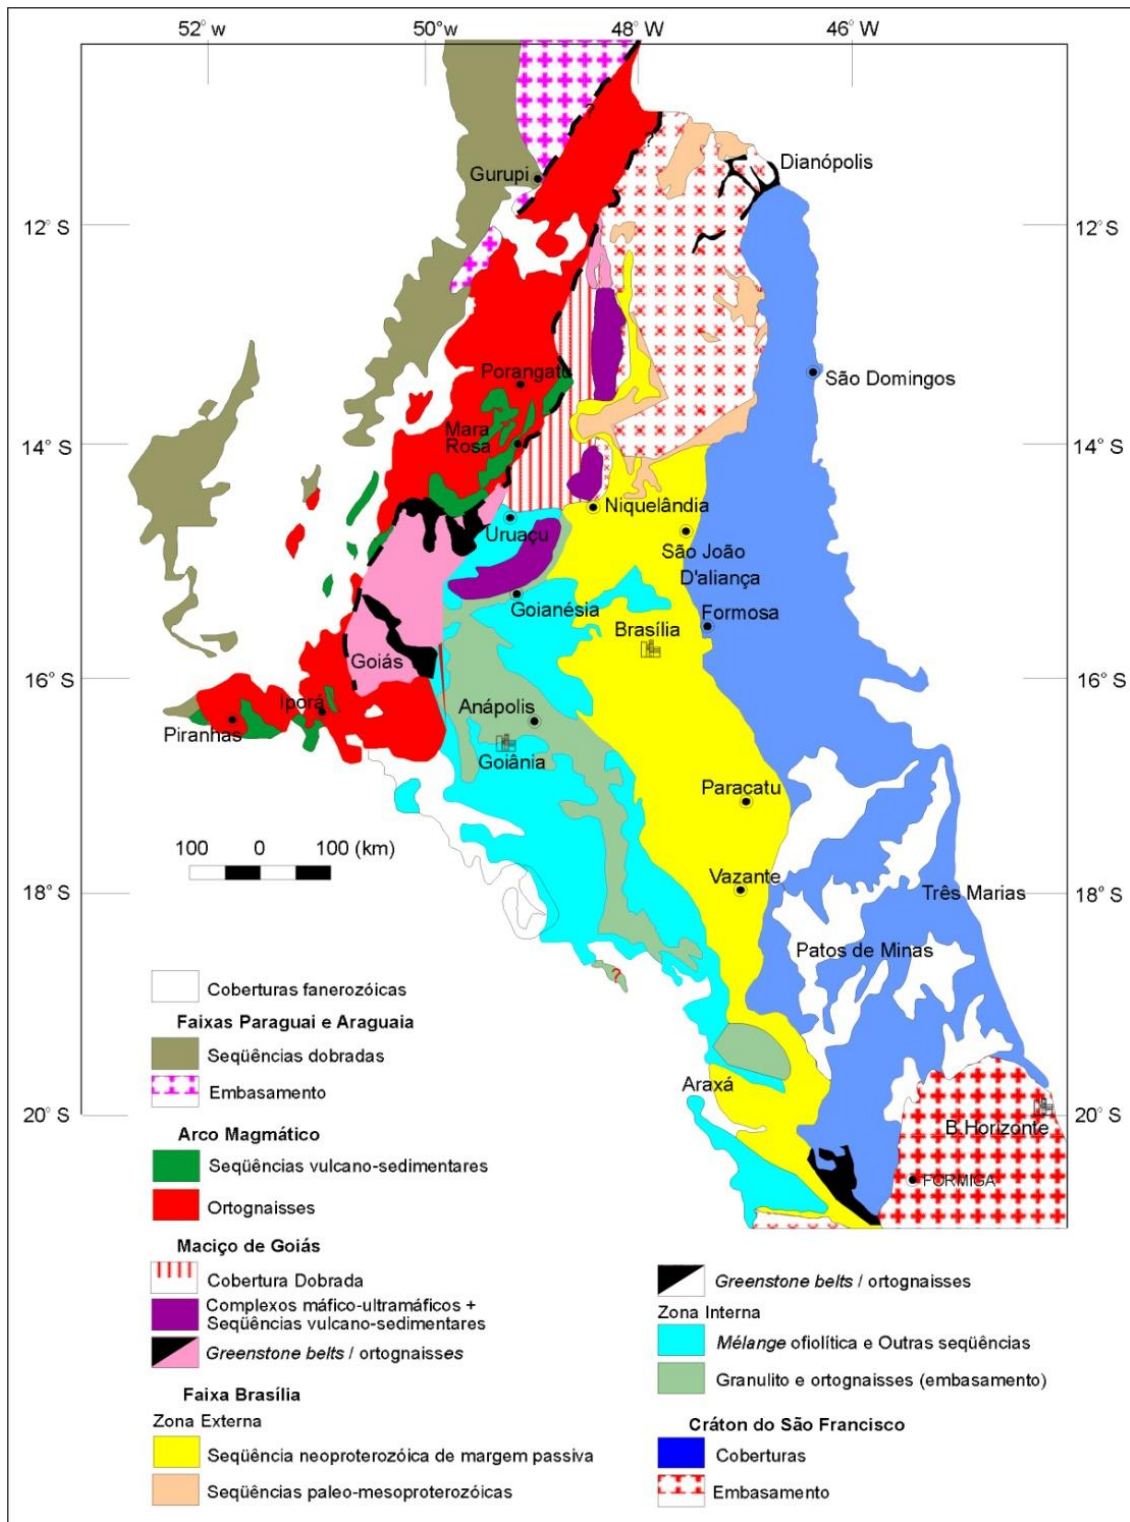 52° w
50°w
48° W
46°W
Dianópolis
Gurupi
12° S
12° S
São Domingos
Porangatu
Mara
Rosa
14° S
14° S
Niquelândia
Uruaçu
São João
D'aliança
Goianésia
Formosa
Brasília
Goiás
16° S
16° S
Iporá
Anápolis
Piranhas
Goiânia
Paracatu
100 0 100 (km)
Vazante
18° S
18° S
Três Marias
Patos de Minas
?
?
?
Araxá
20° S
20° S
B.Horizonte
FORMIGA
Coberturas fanerozóicas
Faixas Paraguai e Araguaia
Seqüências dobradas
Embasamento
Arco Magmático
Seqüências vulcano-sedimentares
Ortognaisses
Maciço de Goiás
Cobertura Dobrada
Complexos máfico-ultramáficos +
Seqüências vulcano-sedimentares
Greenstone belts / ortognaisses
Faixa Brasília
Zona Externa
Seqüência neoproterozóica de margem passiva
Seqüências paleo-mesoproterozóicas
Greenstone belts / ortognaisses
Zona Interna
Mélange ofiolítica e Outras seqüências
Granulito e ortognaisses (embasamento)
Cráton do São Francisco
Coberturas
Embasamento